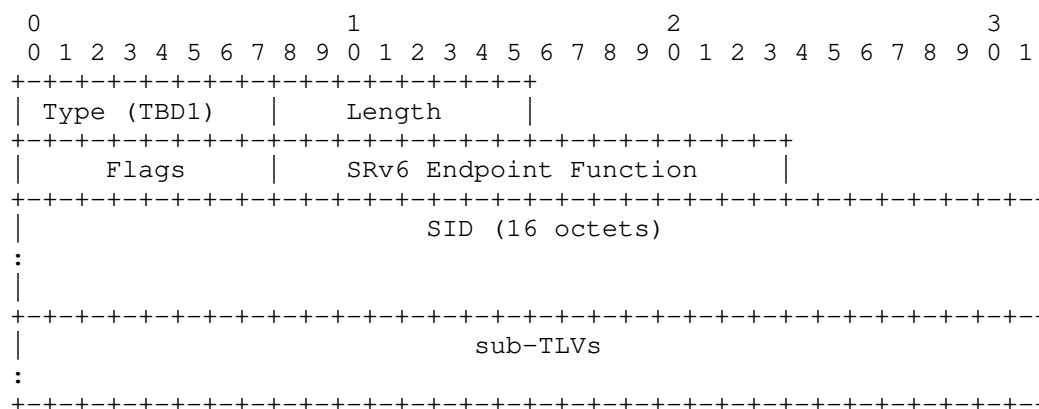 0                   1                   2                   3
 0 1 2 3 4 5 6 7 8 9 0 1 2 3 4 5 6 7 8 9 0 1 2 3 4 5 6 7 8 9 0 1
+-+-+-+-+-+-+-+-+-+-+-+-+-+-+-+-+
| Type (TBD1)   |    Length     |
+-+-+-+-+-+-+-+-+-+-+-+-+-+-+-+-+-+-+-+-+-+-+-+-+
|     Flags     |    SRv6 Endpoint Function     |
+-+-+-+-+-+-+-+-+-+-+-+-+-+-+-+-+-+-+-+-+-+-+-+-+-+-+-+-+-+-+-+-
|                         SID (16 octets)
:
|
+-+-+-+-+-+-+-+-+-+-+-+-+-+-+-+-+-+-+-+-+-+-+-+-+-+-+-+-+-+-+-+-
|                            sub-TLVs
:
+-+-+-+-+-+-+-+-+-+-+-+-+-+-+-+-+-+-+-+-+-+-+-+-+-+-+-+-+-+-+-+-